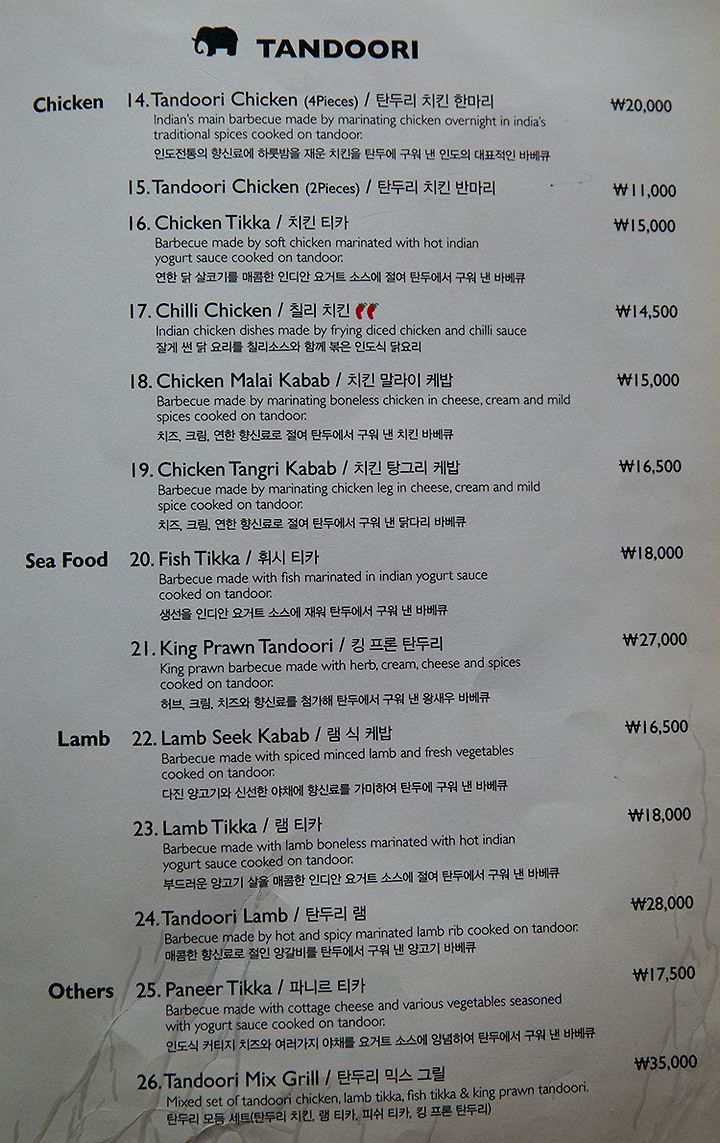 TANDOORI
Chicken 14. Tandoori Chicken (4Pieces) / 탄두리 치킨 한마리 ₩20,000
Indian's main barbecue made by marinating chicken overnight in india's
traditional spices cooked on tandoor.
인도전통의 향신료에 하룻밤을 재운 치킨을 탄두에 구워 낸 인도의 대표적인 바베큐
15. Tandoori Chicken (2Pieces) / 탄두리 치킨 반마리 ₩11,000
16. Chicken Tikka / 치킨 티카 ₩15,000
Barbecue made by soft chicken marinated with hot indian
yogurt sauce cooked on tandoor.
연한 닭 살코기를 매콤한 인디안 요거트 소스에 절여 탄두에서 구워 낸 바베큐
17. Chilli Chicken / 칠리 치킨 ₩14,500
Indian chicken dishes made by frying diced chicken and chilli sauce
잘게 썬 닭 요리를 칠리소스와 함께 볶은 인도식 닭요리
18. Chicken Malai Kabab / 치킨 말라이 케밥 ₩15,000
Barbecue made by marinating boneless chicken in cheese, cream and mild
spices cooked on tandoor.
치즈, 크림, 연한 향신료로 절여 탄두에서 구워 낸 치킨 바베큐
19. Chicken Tangri Kabab / 치킨 탕그리 케밥 ₩16,500
Barbecue made by marinating chicken leg in cheese, cream and mild
spice cooked on tandoor.
치즈, 크림, 연한 향신료로 절여 탄두에서 구워 낸 닭다리 바베큐
Sea Food 20. Fish Tikka / 휘시 티카 ₩18,000
Barbecue made with fish marinated in indian yogurt sauce
cooked on tandoor.
생선을 인디안 요거트 소스에 재워 탄두에서 구워 낸 바베큐
21. King Prawn Tandoori / 킹 프론 탄두리 ₩27,000
King prawn barbecue made with herb, cream, cheese and spices
cooked on tandoor.
허브, 크림, 치즈와 향신료를 첨가해 탄두에서 구워 낸 왕새우 바베큐
Lamb 22. Lamb Seek Kabab / 램 식 케밥 ₩16,500
Barbecue made with spiced minced lamb and fresh vegetables
cooked on tandoor.
다진 양고기와 신선한 야채에 향신료를 가미하여 탄두에 구워 낸 바베큐
23. Lamb Tikka / 램 티카 ₩18,000
Barbecue made with lamb boneless marinated with hot indian
yogurt sauce cooked on tandoor.
부드러운 양고기 살을 매콤한 인디안 요거트 소스에 절여 탄두에서 구워 낸 바베큐
24. Tandoori Lamb / 탄두리 램 ₩28,000
Barbecue made by hot and spicy marinated lamb rib cooked on tandoor.
매콤한 향신료로 절인 양갈비를 탄두에서 구워 낸 양고기 바베큐
Others 25. Paneer Tikka / 파니르 티카 ₩17,500
Barbecue made with cottage cheese and various vegetables seasoned
with yogurt sauce cooked on tandoor.
인도식 커티지 치즈와 여러가지 야채를 요거트 소스에 양념하여 탄두에서 구워 낸 바베큐
26. Tandoori Mix Grill / 탄두리 믹스 그릴 ₩35,000
Mixed set of tandoori chicken, lamb tikka, fish tikka & king prawn tandoori.
탄두리 모듬 세트(탄두리 치킨, 램 티카, 피쉬 티카, 킹 프론 탄두리)